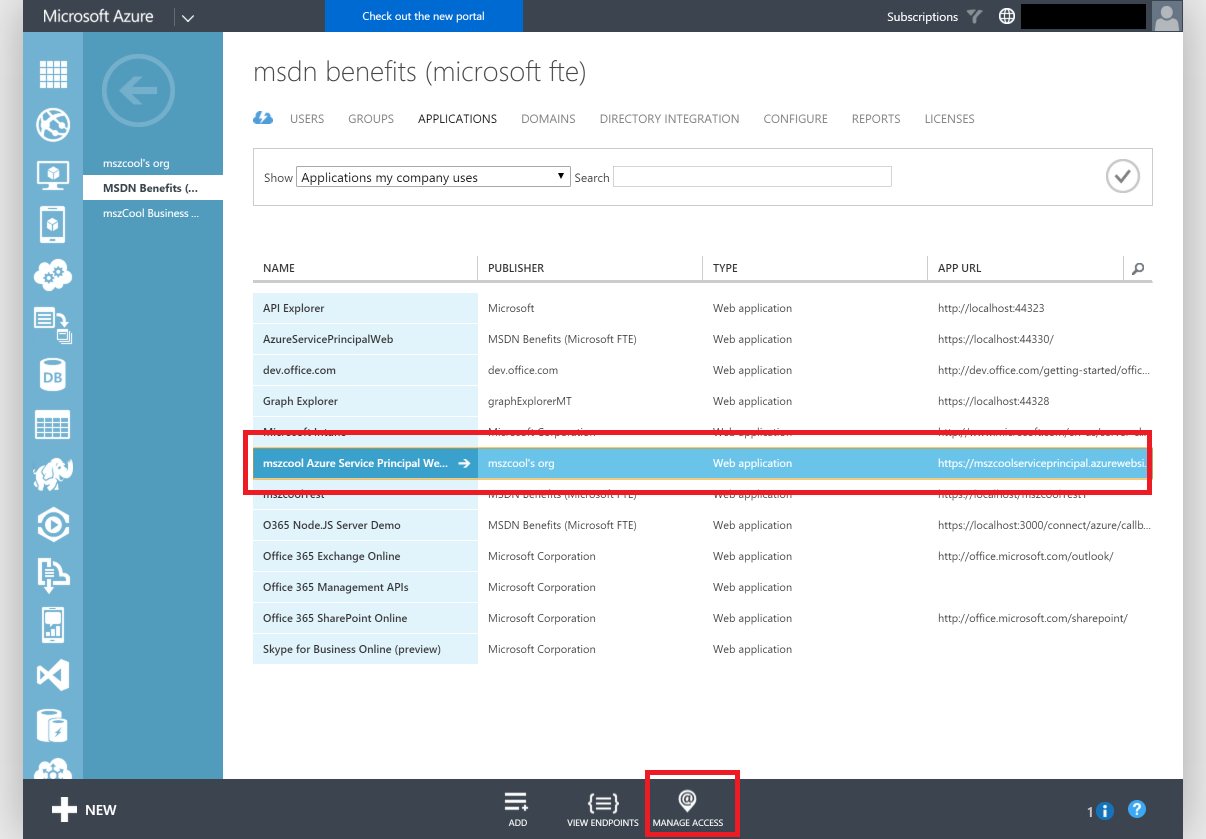 Microsoft Azure
Check out the new portal
Subscriptions
mszcool's org
MSDN Benefits (...
mszCool Business ...
msdn benefits (microsoft fte)
USERS GROUPS APPLICATIONS DOMAINS DIRECTORY INTEGRATION CONFIGURE REPORTS LICENSES
Show Applications my company uses Search
NAME PUBLISHER TYPE APP URL
API Explorer Microsoft Web application http://localhost:44323
AzureServicePrincipalWeb MSDN Benefits (Microsoft FTE) Web application https://localhost:44330/
dev.office.com dev.office.com Web application http://dev.office.com/getting-started/offic...
Graph Explorer graphExplorerMT Web application http://localhost:44328
Microsoft Intune Microsoft Corporation Web application
mszcool Azure Service Principal We... mszcool's org Web application https://mszcoolserviceprincipal.azurewebsi.
mszcoolTest MSDN Benefits (Microsoft FTE) Web application
O365 Node.JS Server Demo MSDN Benefits (Microsoft FTE) Web application https://localhost:3000/connect/azure/callb...
Office 365 Exchange Online Microsoft Corporation Web application http://office.microsoft.com/outlook/
Office 365 Management APIs Microsoft Corporation Web application
Office 365 SharePoint Online Microsoft Corporation Web application http://office.microsoft.com/sharepoint/
Skype for Business Online (preview) Microsoft Corporation Web application
DB
NEW
ADD
VIEW ENDPOINTS
MANAGE ACCESS
1 i ?